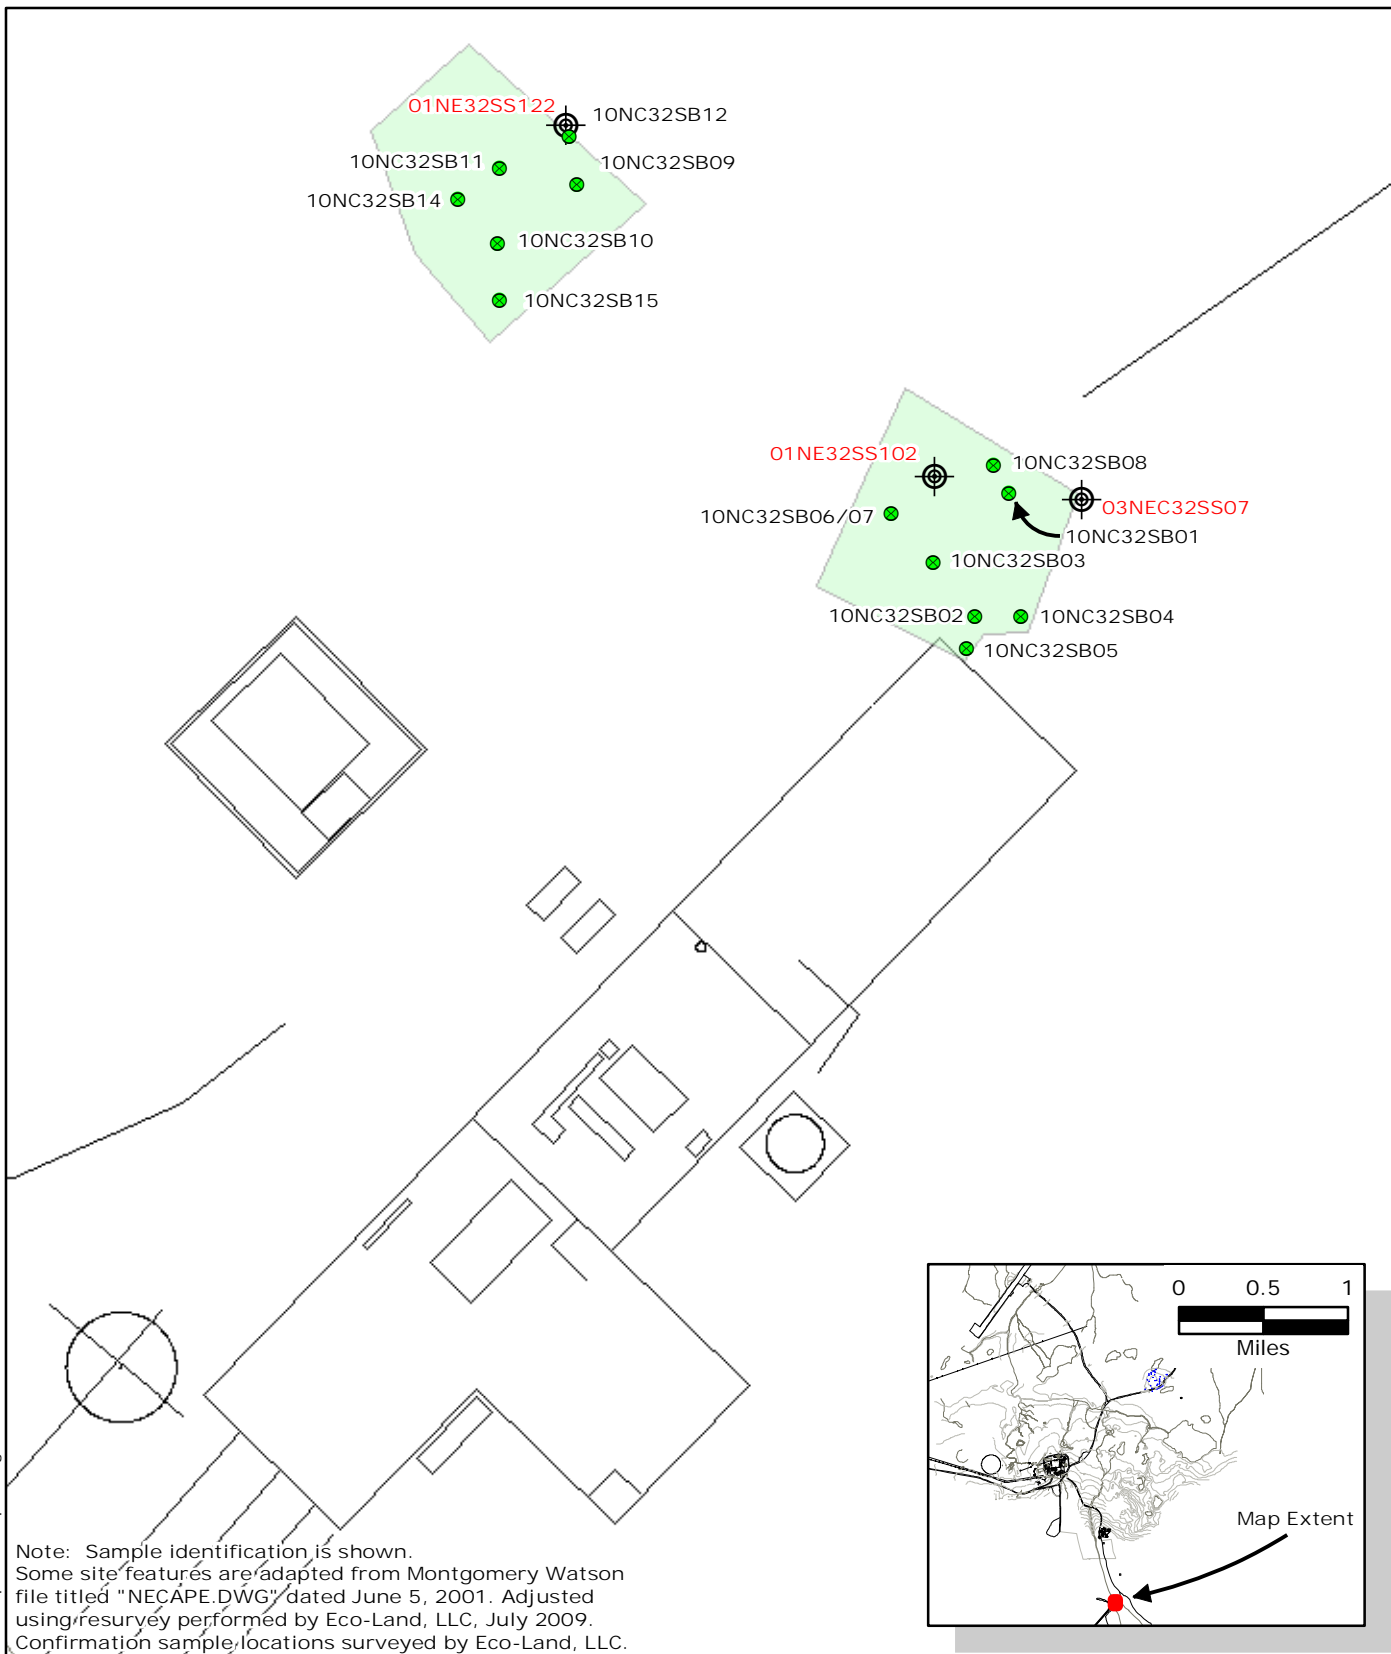 01NE32SS122
10NC32SB12
10NC32SB11
10NC32SB09
10NC32SB14
10NC32SB10
10NC32SB15
01NE32SS102
10NC32SB08
03NEC32SS07
10NC32SB06/07
10NC32SB01
10NC32SB03
10NC32SB02
10NC32SB04
10NC32SB05
0 0.5 1
Miles
Map Extent
Note: Sample identification is shown.
Some site features are adapted from Montgomery Watson
file titled "NECAPE.DWG" dated June 5, 2001. Adjusted
using resurvey performed by Eco-Land, LLC, July 2009.
Confirmation sample locations surveyed by Eco-Land, LLC.